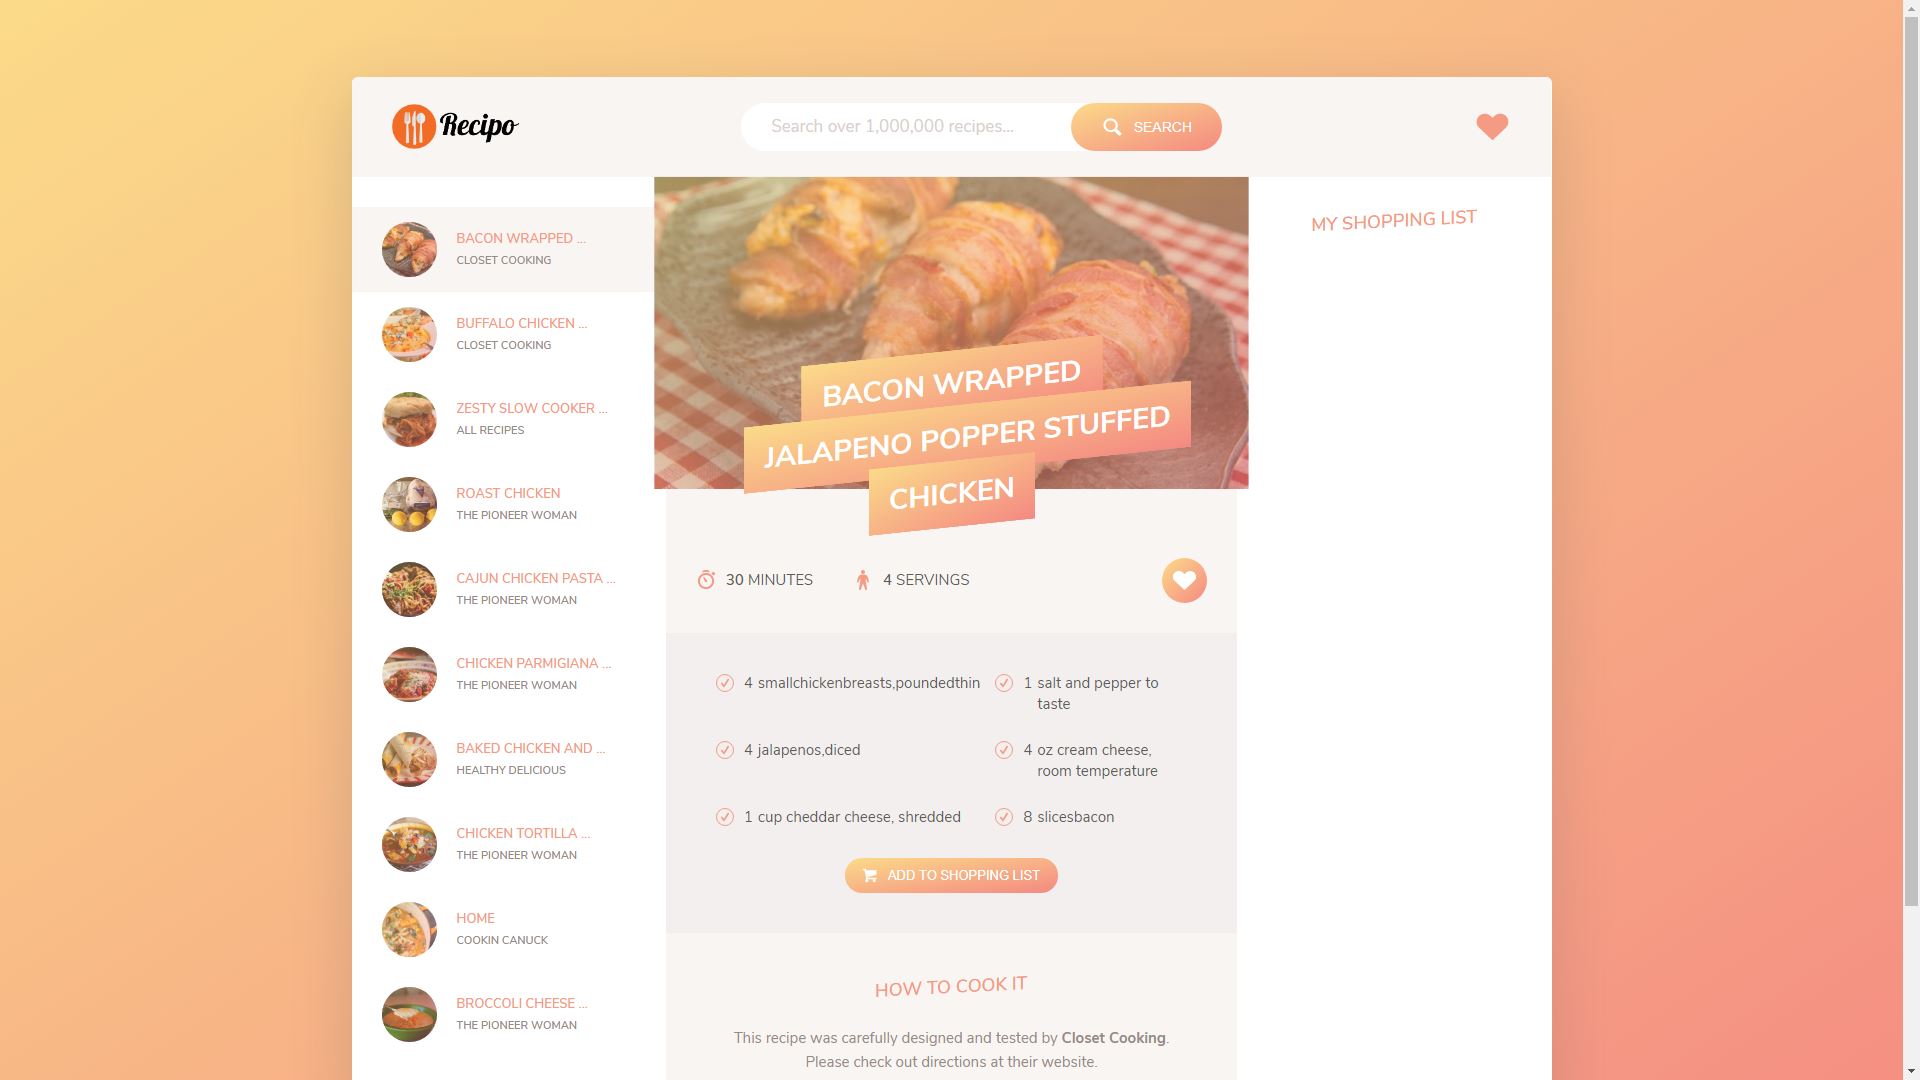 Recipo
Search over 1,000,000 recipes...
SEARCH
BACON WRAPPED ...
CLOSET COOKING
BUFFALO CHICKEN ...
CLOSET COOKING
ZESTY SLOW COOKER ...
ALL RECIPES
ROAST CHICKEN
THE PIONEER WOMAN
CAJUN CHICKEN PASTA ...
THE PIONEER WOMAN
CHICKEN PARMIGIANA ...
THE PIONEER WOMAN
BAKED CHICKEN AND ...
HEALTHY DELICIOUS
CHICKEN TORTILLA ...
THE PIONEER WOMAN
HOME
COOKIN CANUCK
BROCCOLI CHEESE ...
THE PIONEER WOMAN
BACON WRAPPED
JALAPENO POPPER STUFFED
CHICKEN
30 MINUTES
4 SERVINGS
4 smallchickenbreasts,poundedthin
1 salt and pepper to
taste
4 jalapenos,diced
4 oz cream cheese,
room temperature
1 cup cheddar cheese, shredded
8 slicesbacon
ADD TO SHOPPING LIST
HOW TO COOK IT
This recipe was carefully designed and tested by Closet Cooking.
Please check out directions at their website.
MY SHOPPING LIST